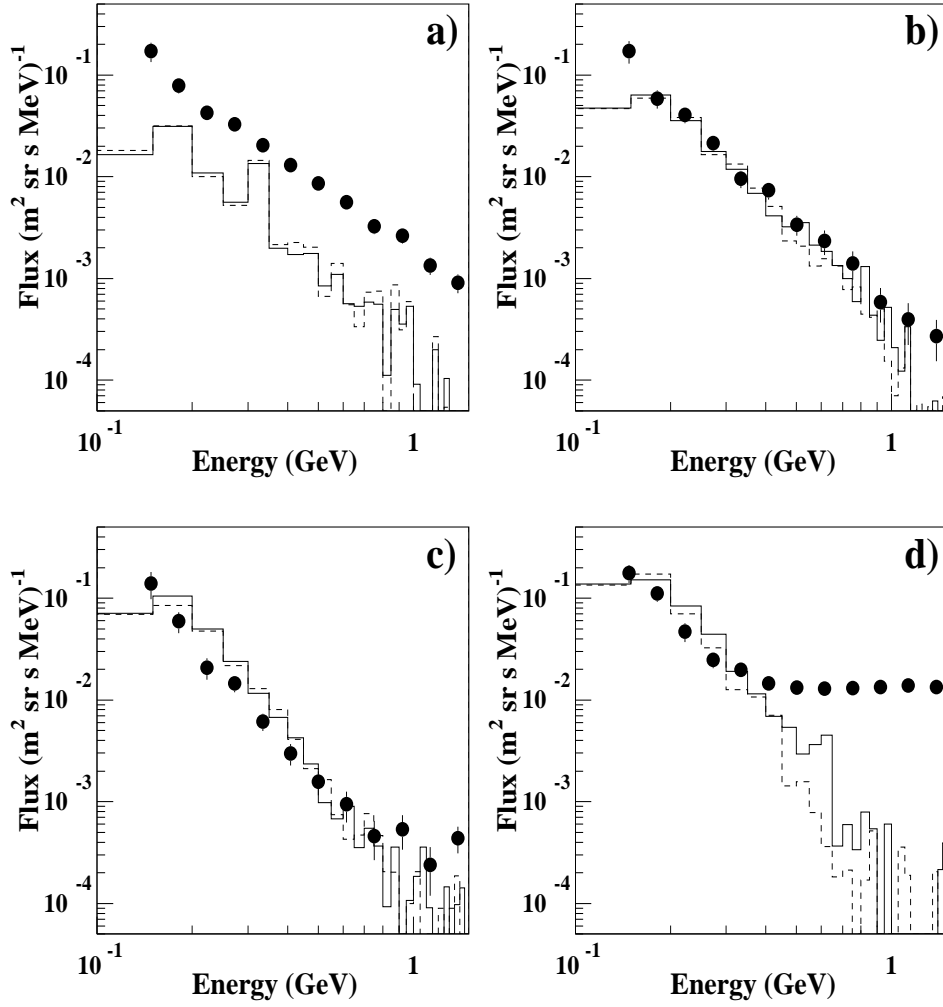 a)
Flux (m² sr s MeV)⁻¹
10⁻¹
10⁻²
10⁻³
10⁻⁴
10⁻¹ 1
Energy (GeV)
b)
Flux (m² sr s MeV)⁻¹
10⁻¹
10⁻²
10⁻³
10⁻⁴
10⁻¹ 1
Energy (GeV)
c)
Flux (m² sr s MeV)⁻¹
10⁻¹
10⁻²
10⁻³
10⁻⁴
10⁻¹ 1
Energy (GeV)
d)
Flux (m² sr s MeV)⁻¹
10⁻¹
10⁻²
10⁻³
10⁻⁴
10⁻¹ 1
Energy (GeV)